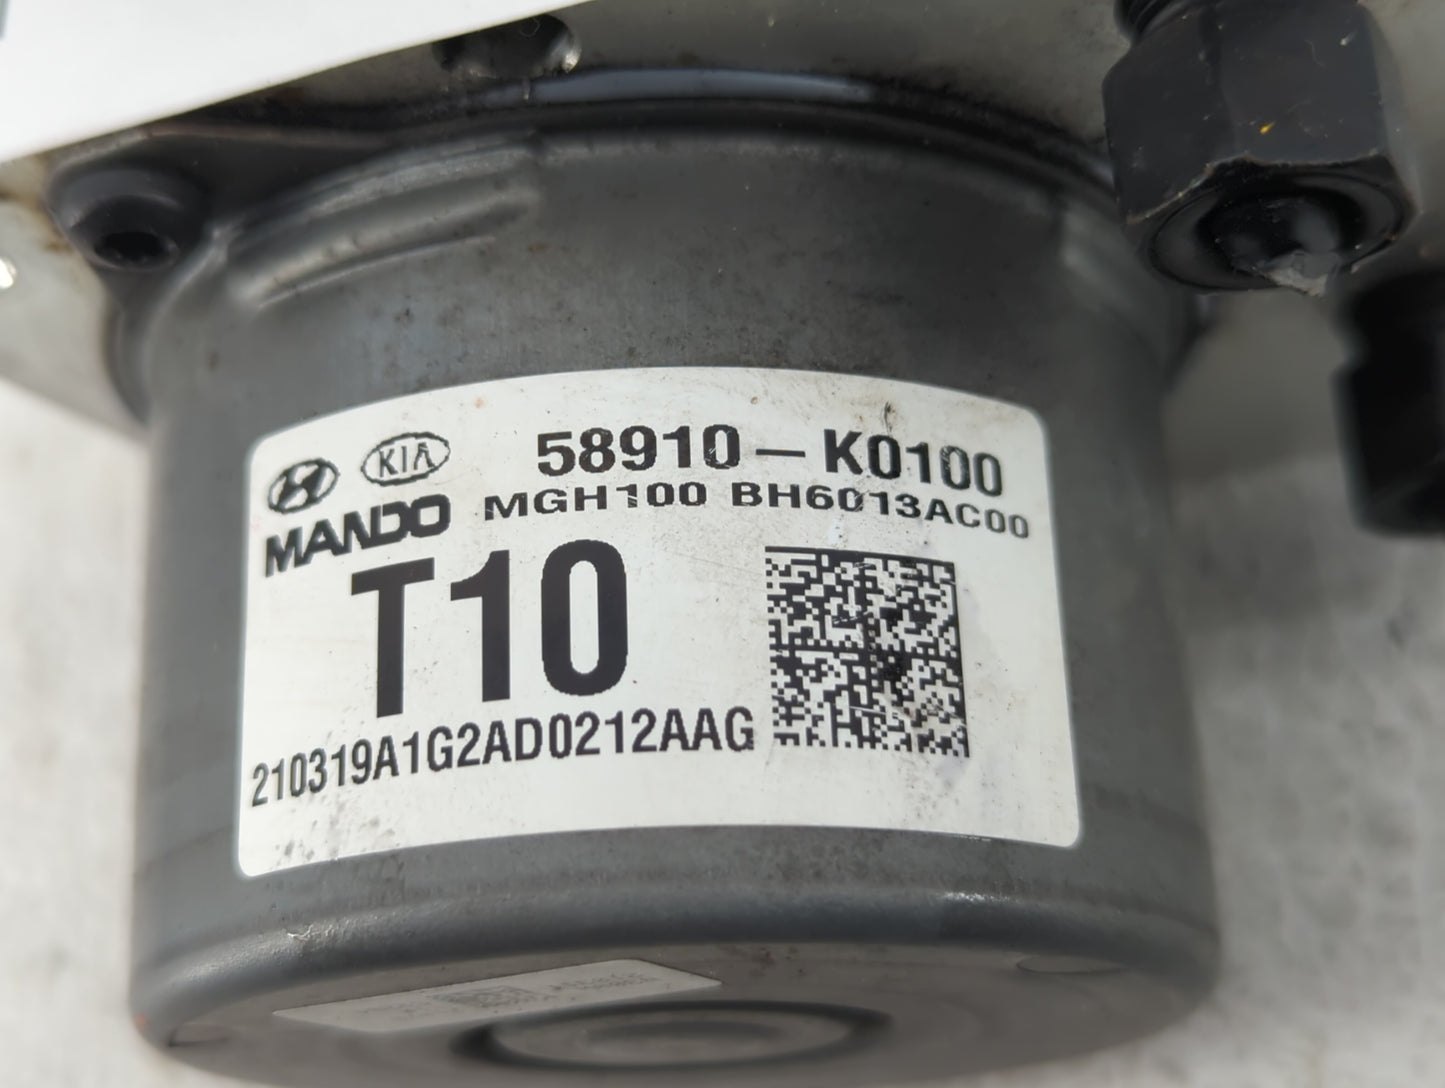 KIA 58910-K0100
MANDO MGH100 BH6013AC00
T10
210319A1G2AD0212AAG